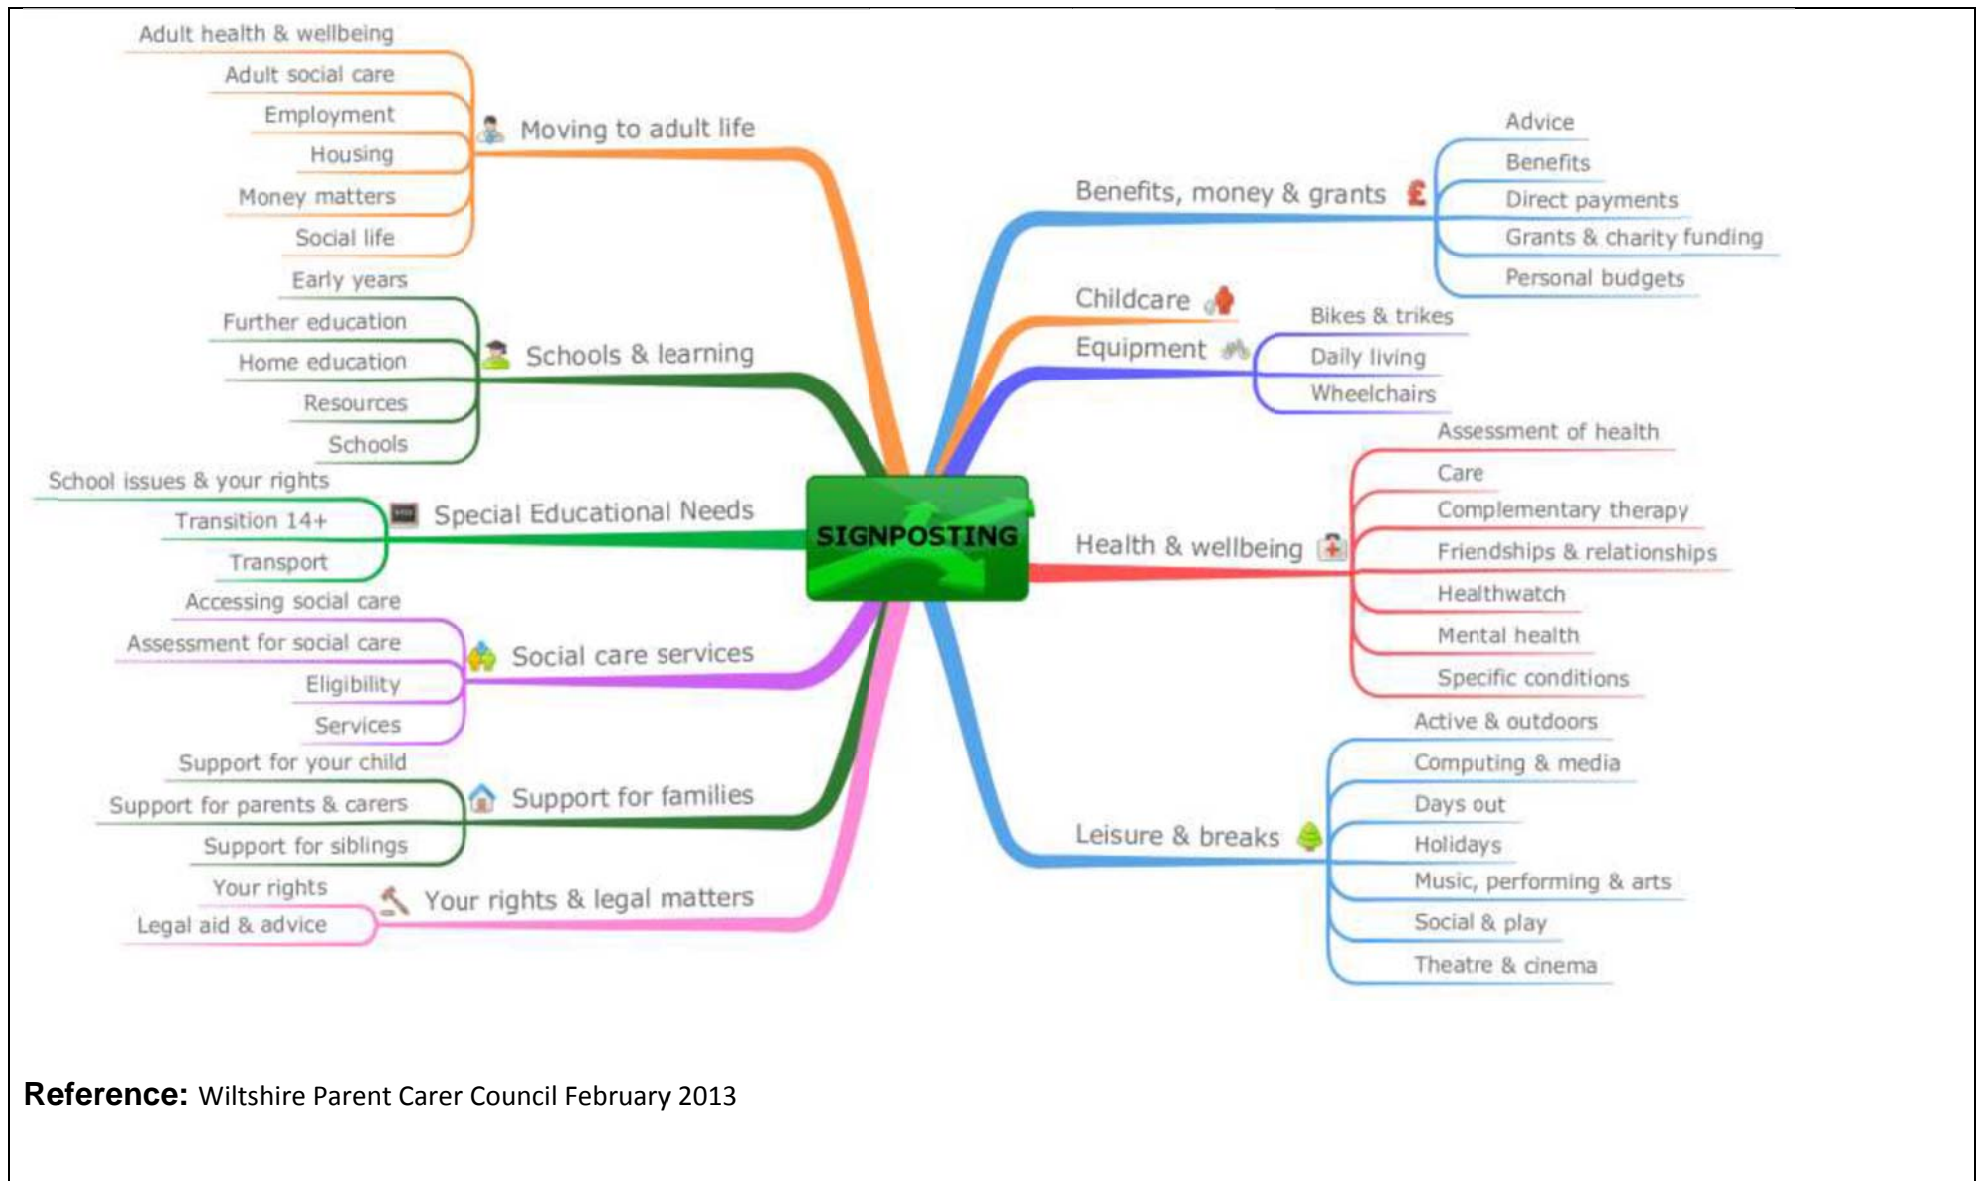 Adult health & wellbeing
Adult social care
Employment
Housing
Money matters
Social life
Moving to adult life
Early years
Further education
Home education
Resources
Schools
Schools & learning
School issues & your rights
Transition 14+
Transport
Special Educational Needs
Accessing social care
Assessment for social care
Eligibility
Services
Social care services
Support for your child
Support for parents & carers
Support for siblings
Support for families
Your rights
Legal aid & advice
Your rights & legal matters
SIGNPOSTING
Benefits, money & grants £
Advice
Benefits
Direct payments
Grants & charity funding
Personal budgets
Childcare
Equipment
Bikes & trikes
Daily living
Wheelchairs
Health & wellbeing
Assessment of health
Care
Complementary therapy
Friendships & relationships
Healthwatch
Mental health
Specific conditions
Leisure & breaks
Active & outdoors
Computing & media
Days out
Holidays
Music, performing & arts
Social & play
Theatre & cinema
Reference: Wiltshire Parent Carer Council February 2013